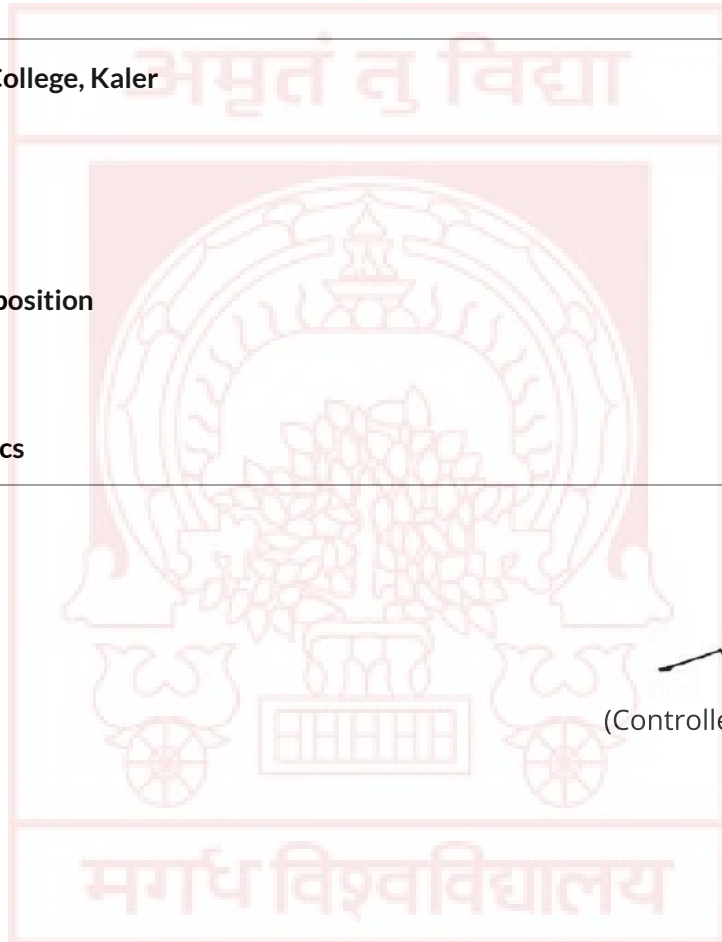 अमृतं तु विद्या
College, Kaler
position
cs
(Controlle
मगध विश्वविद्यालय